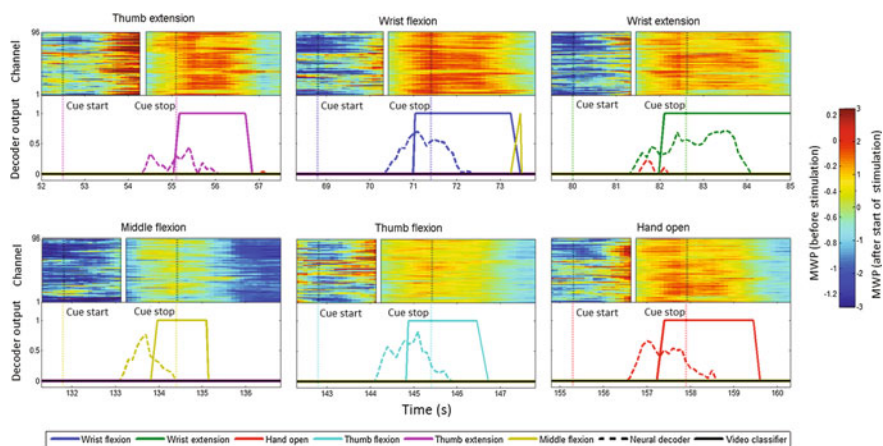 Thumb extension Wrist flexion Wrist extension
96
1
Channel
Decoder output
Cue start Cue stop Cue start Cue stop Cue start Cue stop
1
0.5
0
52 53 54 55 56 57 69 70 71 72 73 80 81 82 83 84 85
Middle flexion Thumb flexion Hand open
96
1
Channel
Decoder output
Cue start Cue stop Cue start Cue stop Cue start Cue stop
1
0.5
0
132 133 134 135 136 143 144 145 146 147 155 156 157 158 159 160
Time (s)
0.2
0
-0.2
-0.4
-0.6
-0.8
-1
-1.2
3
2
1
0
-1
-2
-3
MWP (before stimulation)
MWP (after start of stimulation)
Wrist flexion Wrist extension Hand open Thumb flexion Thumb extension Middle flexion Neural decoder Video classifier